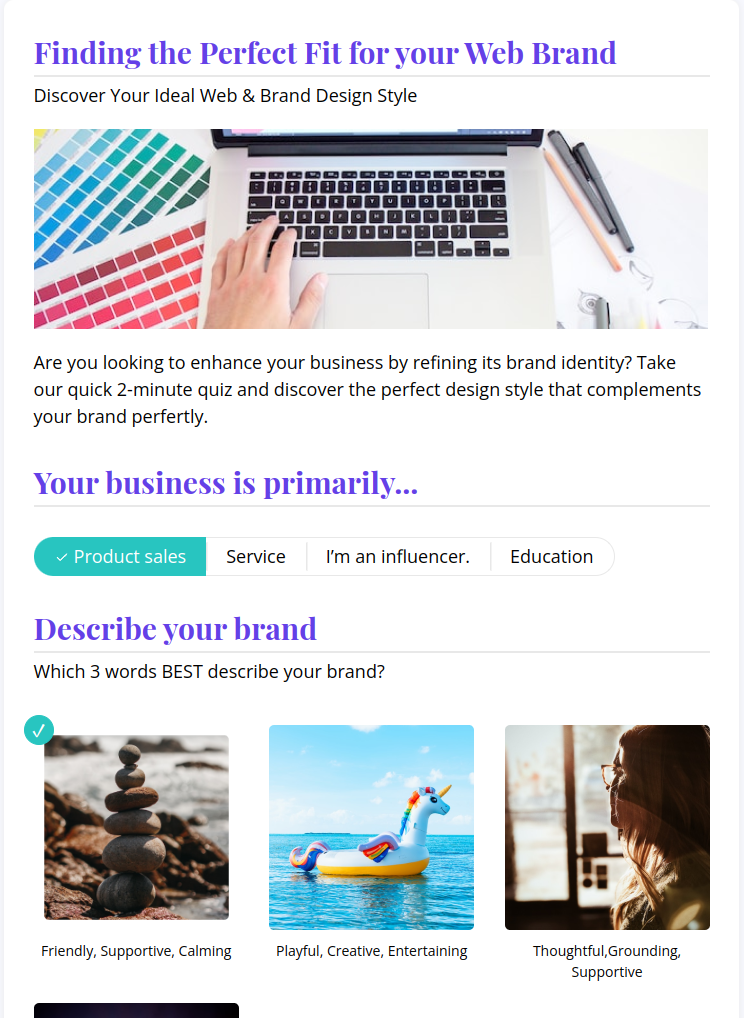 Finding the Perfect Fit for your Web Brand
Discover Your Ideal Web & Brand Design Style
Are you looking to enhance your business by refining its brand identity? Take
our quick 2-minute quiz and discover the perfect design style that complements
your brand perfertly.
Your business is primarily...
✓ Product sales
Service
I’m an influencer.
Education
Describe your brand
Which 3 words BEST describe your brand?
Friendly, Supportive, Calming
Playful, Creative, Entertaining
Thoughtful,Grounding,
Supportive